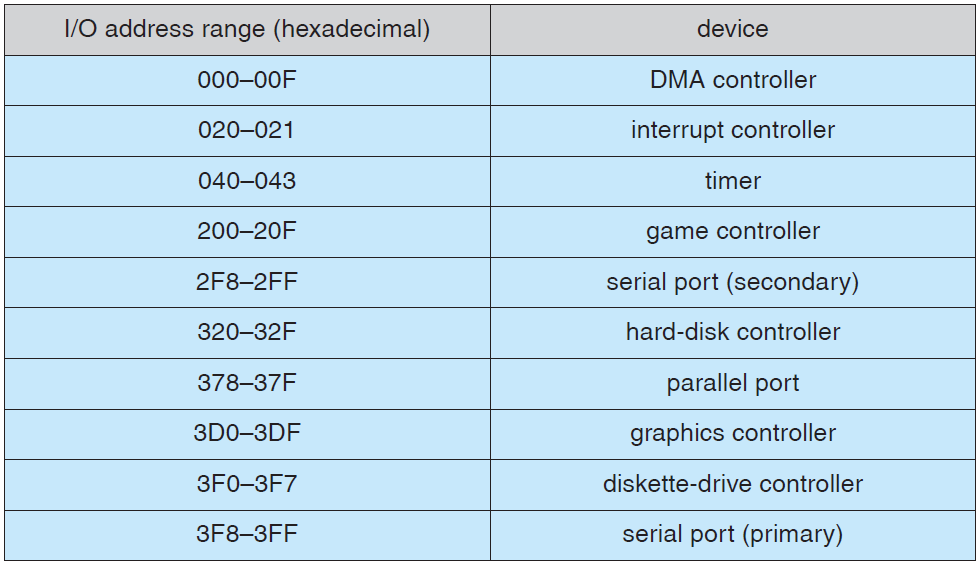 I/O address range (hexadecimal) device
000–00F DMA controller
020–021 interrupt controller
040–043 timer
200–20F game controller
2F8–2FF serial port (secondary)
320–32F hard-disk controller
378–37F parallel port
3D0–3DF graphics controller
3F0–3F7 diskette-drive controller
3F8–3FF serial port (primary)